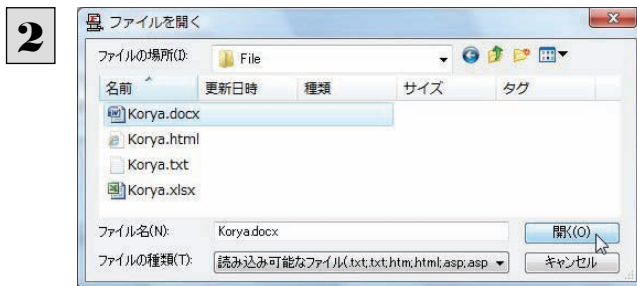 2
ファイルを開く
ファイルの場所(I): File
名前 更新日時 種類 サイズ タグ
Korya.docx
Korya.html
Korya.txt
Korya.xlsx
ファイル名(N): Korya.docx 開く(O)
ファイルの種類(T): 読み込み可能なファイル(.txt;txt;htm;html;asp;asp キャンセル